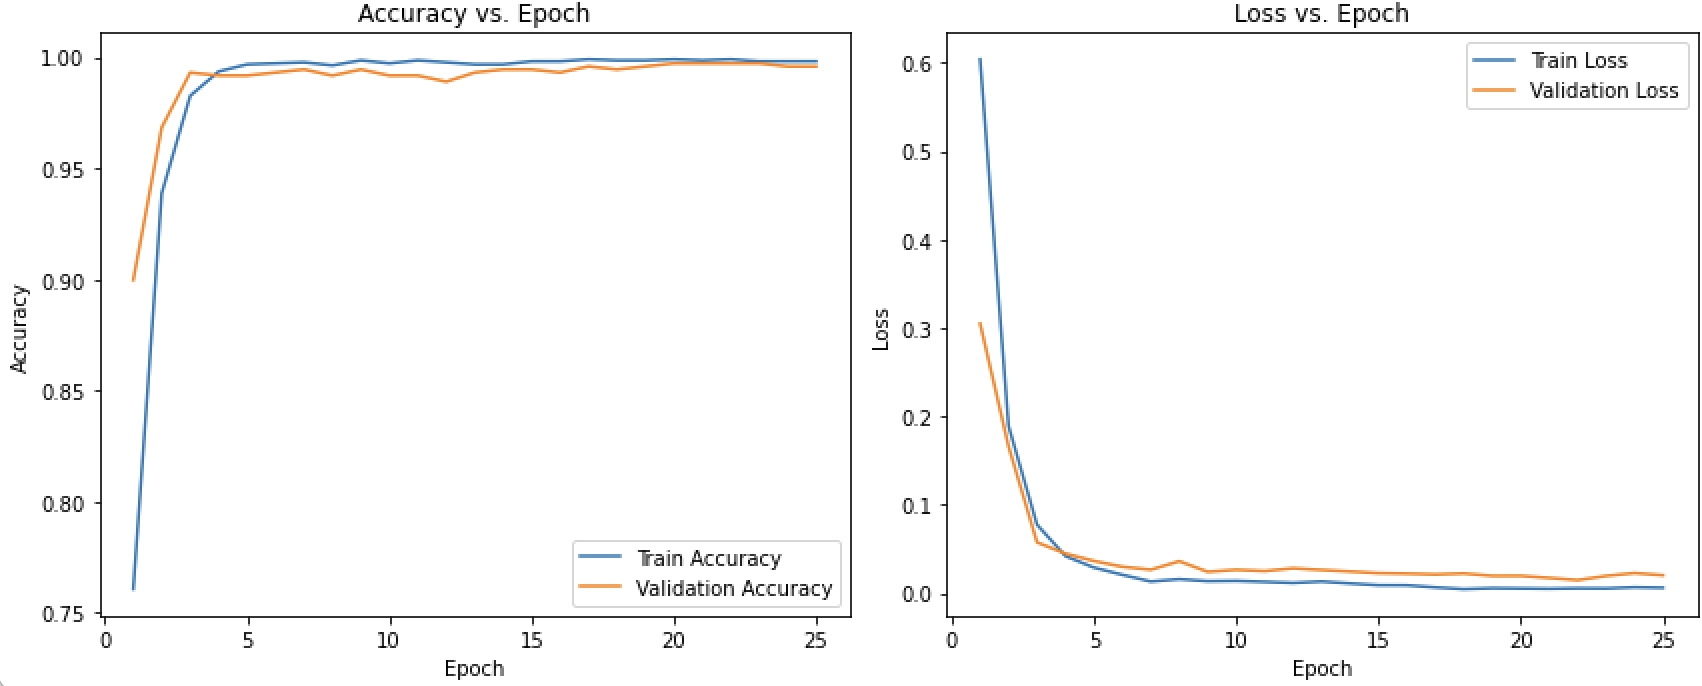 Accuracy vs. Epoch
1.00
0.95
0.90
0.85
0.80
0.75
Accuracy
0 5 10 15 20 25
Epoch
Train Accuracy
Validation Accuracy
Loss vs. Epoch
0.6
0.5
0.4
0.3
0.2
0.1
0.0
Loss
0 5 10 15 20 25
Epoch
Train Loss
Validation Loss